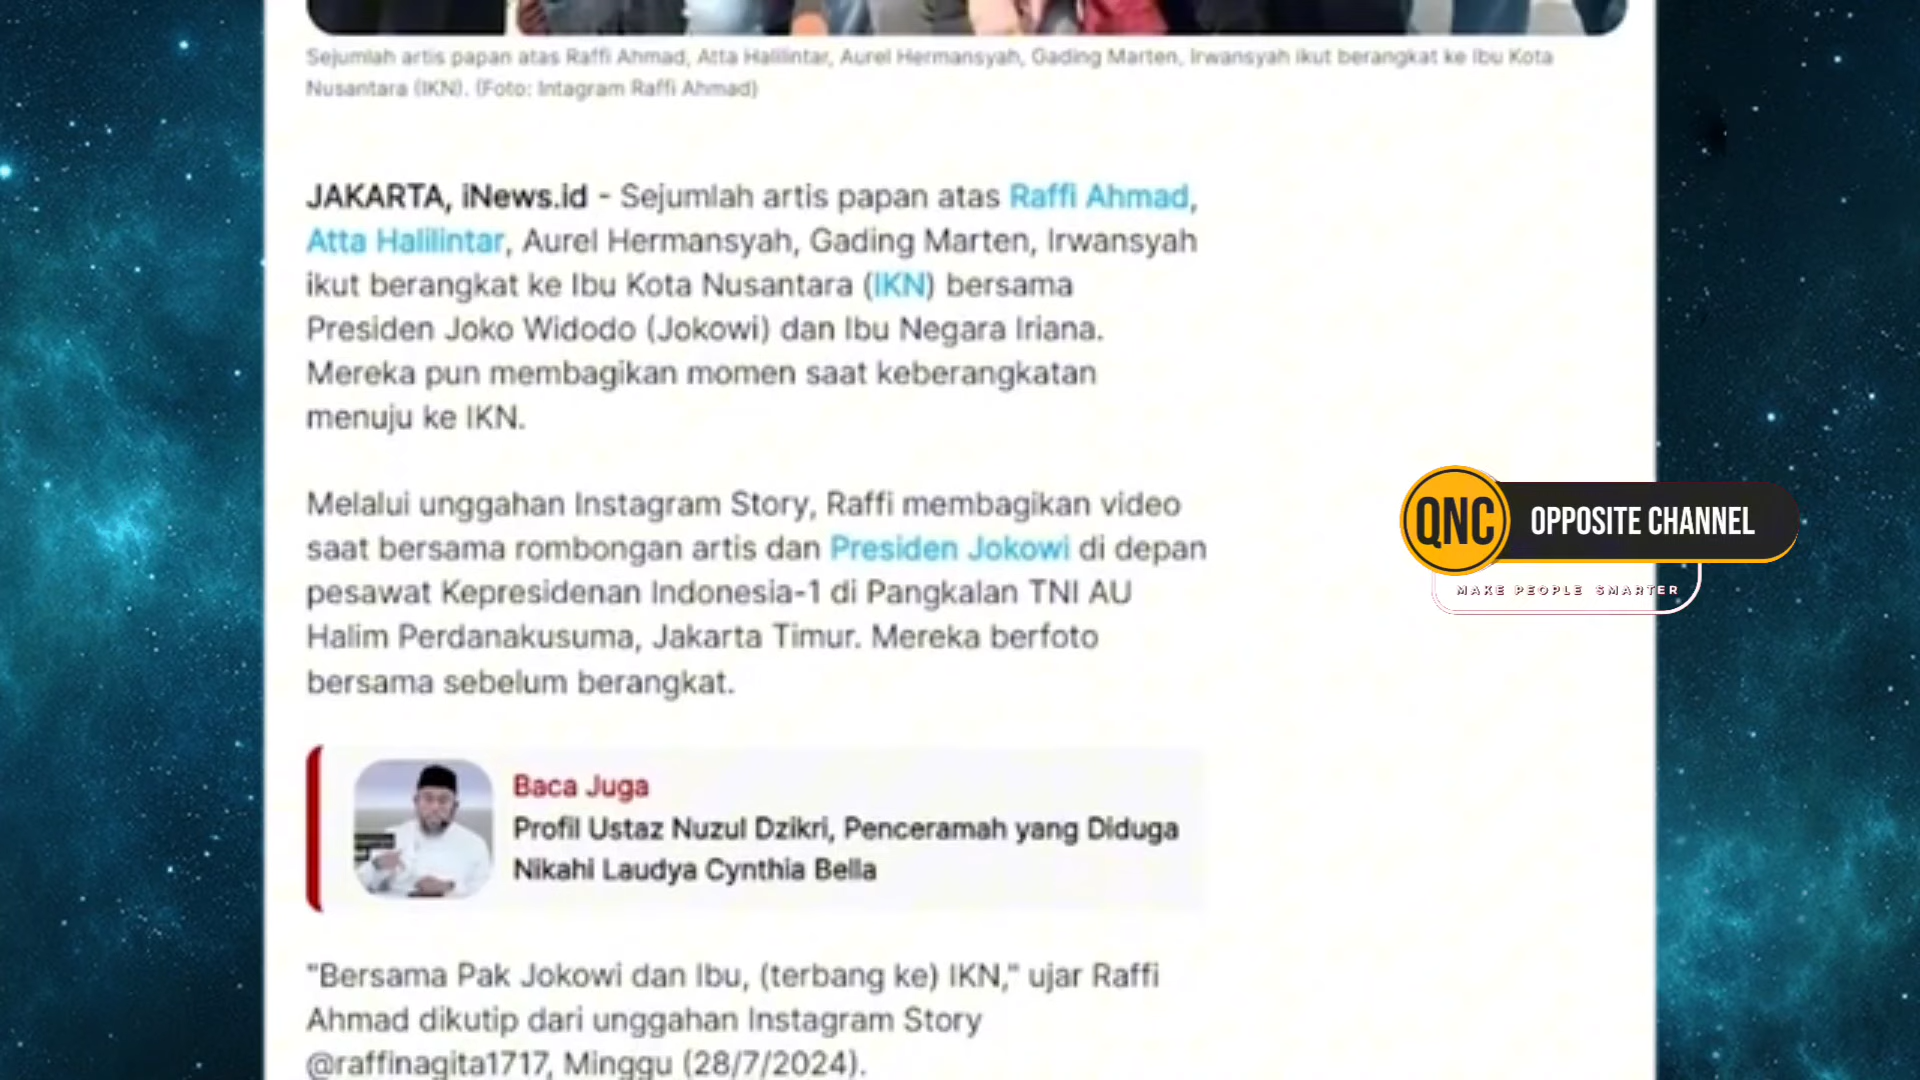 Sejumlah artis papan atas Raffi Ahmad, Atta Halilintar, Aurel Hermansyah, Gading Marten, Irwansyah ikut berangkat ke Ibu Kota
Nusantara (IKN). (Foto: Intagram Raffi Ahmad)
JAKARTA, iNews.id - Sejumlah artis papan atas Raffi Ahmad,
Atta Halilintar, Aurel Hermansyah, Gading Marten, Irwansyah
ikut berangkat ke Ibu Kota Nusantara (IKN) bersama
Presiden Joko Widodo (Jokowi) dan Ibu Negara Iriana.
Mereka pun membagikan momen saat keberangkatan
menuju ke IKN.
Melalui unggahan Instagram Story, Raffi membagikan video
saat bersama rombongan artis dan Presiden Jokowi di depan
pesawat Kepresidenan Indonesia-1 di Pangkalan TNI AU
Halim Perdanakusuma, Jakarta Timur. Mereka berfoto
bersama sebelum berangkat.
QNC OPPOSITE CHANNEL
MAKE PEOPLE SMARTER
Baca Juga
Profil Ustaz Nuzul Dzikri, Penceramah yang Diduga
Nikahi Laudya Cynthia Bella
"Bersama Pak Jokowi dan Ibu, (terbang ke) IKN," ujar Raffi
Ahmad dikutip dari unggahan Instagram Story
@raffinagita1717, Minggu (28/7/2024).